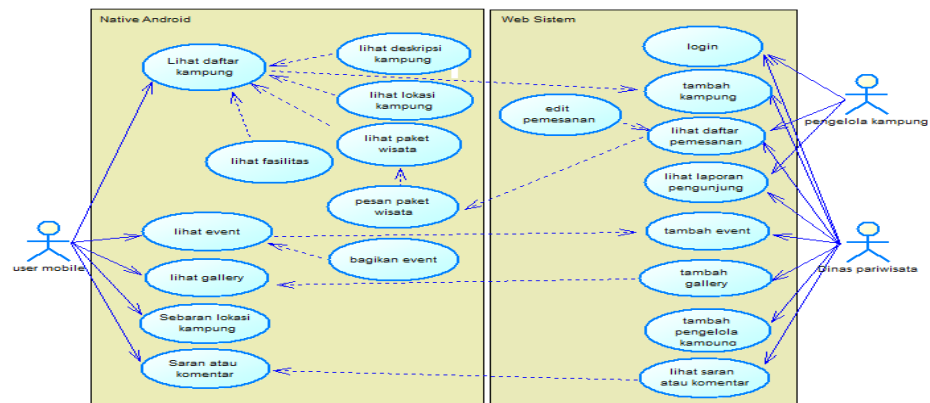 Native Android
Web Sistem
Lihat daftar
kampung
lihat deskripsi
kampung
lihat lokasi
kampung
lihat paket
wisata
lihat fasilitas
pesan paket
wisata
lihat event
bagikan event
lihat gallery
Sebaran lokasi
kampung
Saran atau
komentar
user mobile
login
tambah
kampung
edit
pemesanan
lihat daftar
pemesanan
lihat laporan
pengunjung
tambah event
tambah
gallery
tambah
pengelola
kampung
lihat saran
atau komentar
pengelola kampung
Dinas pariwisata